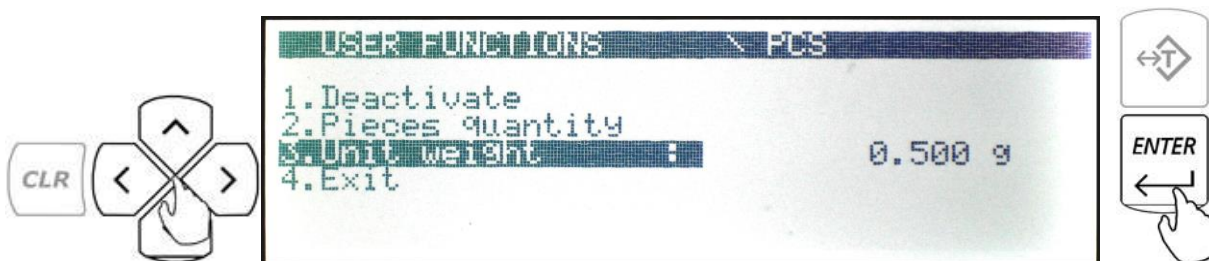 USER FUNCTIONS \ PCS
1.Deactivate
2.Pieces quantity
3.Unit weight : 0.500 g
4.Exit
CLR
T
ENTER